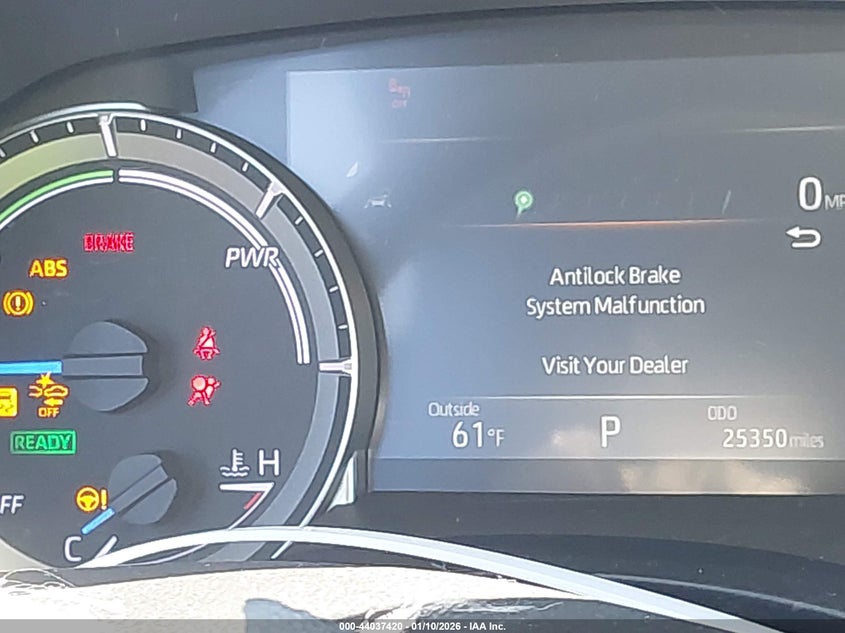 OFF
0 MP
BRAKE
PWR
ABS
Antilock Brake
System Malfunction
Visit Your Dealer
OFF
READY
Outside
61°F
P
ODO
25350 miles
H
FF
C
000-44037420 - 01/10/2026 - IAA Inc.